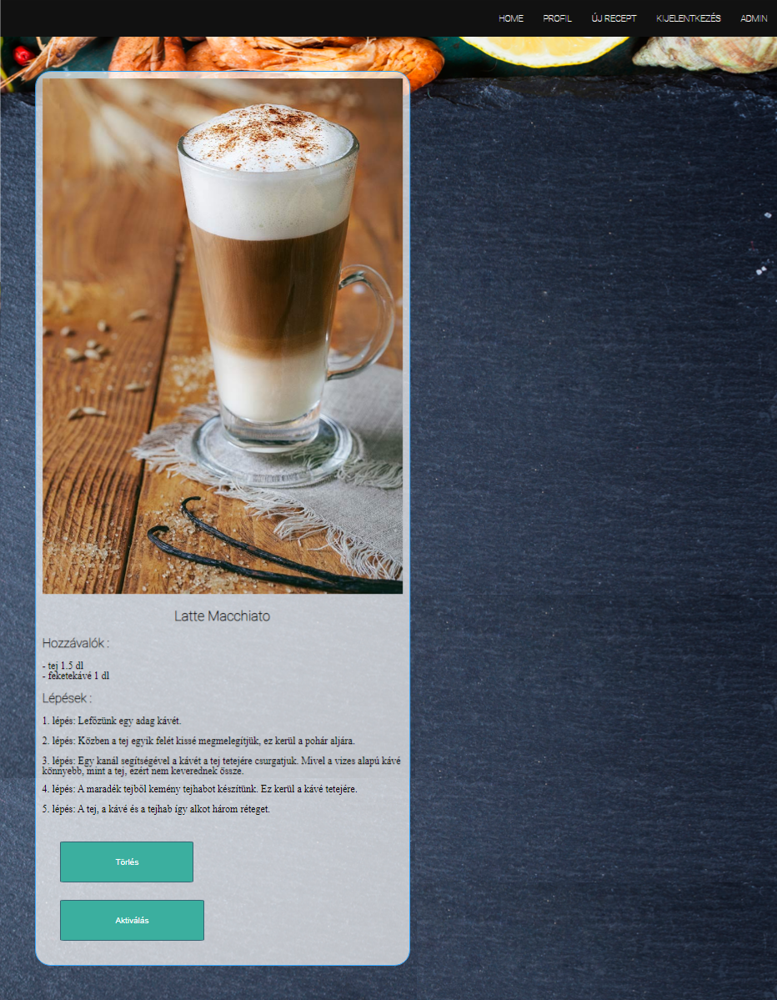 HOME PROFIL ÚJ RECEPT KIJELENTKEZÉS ADMIN
Latte Macchiato
Hozzávalók :
- tej 1.5 dl
- feketekávé 1 dl
Lépések :
1. lépés: Lefőzünk egy adag kávét.
2. lépés: Közben a tej egyik felét kissé megmelegítjük, ez kerül a pohár aljára.
3. lépés: Egy kanál segítségével a kávét a tej tetejére csurgatjuk. Mivel a vizes alapú kávé
könnyebb, mint a tej, ezért nem keverednek össze.
4. lépés: A maradék tejből kemény tejhabot készítünk. Ez kerül a kávé tetejére.
5. lépés: A tej, a kávé és a tejhab így alkot három réteget.
Törlés
Aktiválás